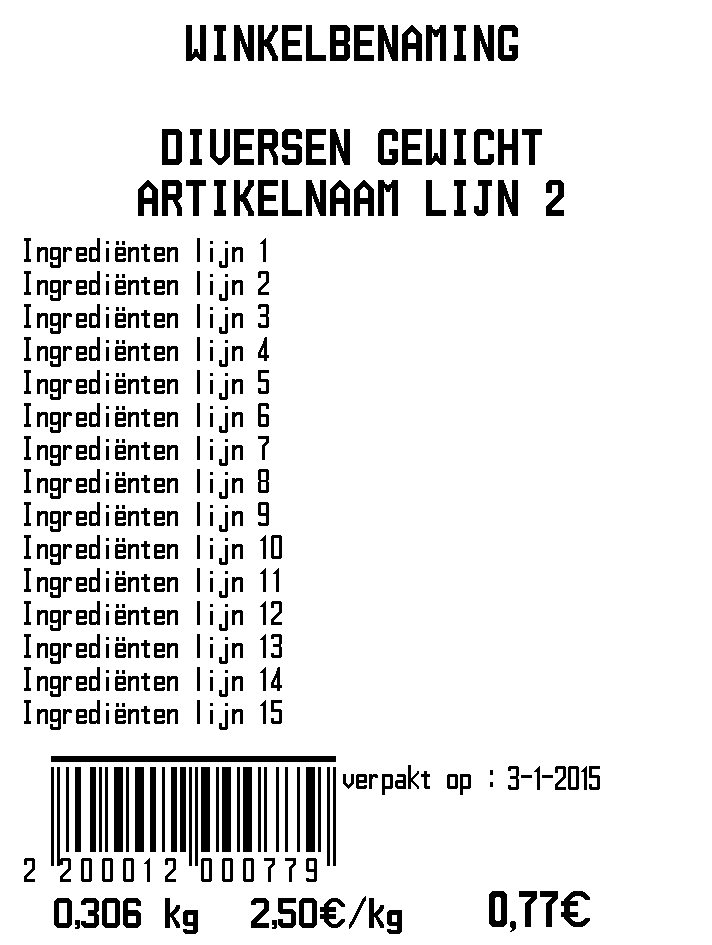 WINKELBENAMING
DIVERSEN GEWICHT
ARTIKELNAAM LIJN 2
Ingrediënten lijn 1
Ingrediënten lijn 2
Ingrediënten lijn 3
Ingrediënten lijn 4
Ingrediënten lijn 5
Ingrediënten lijn 6
Ingrediënten lijn 7
Ingrediënten lijn 8
Ingrediënten lijn 9
Ingrediënten lijn 10
Ingrediënten lijn 11
Ingrediënten lijn 12
Ingrediënten lijn 13
Ingrediënten lijn 14
Ingrediënten lijn 15
verpakt op : 3-1-2015
2 200012 000779
0,306 kg 2,50€/kg 0,77€